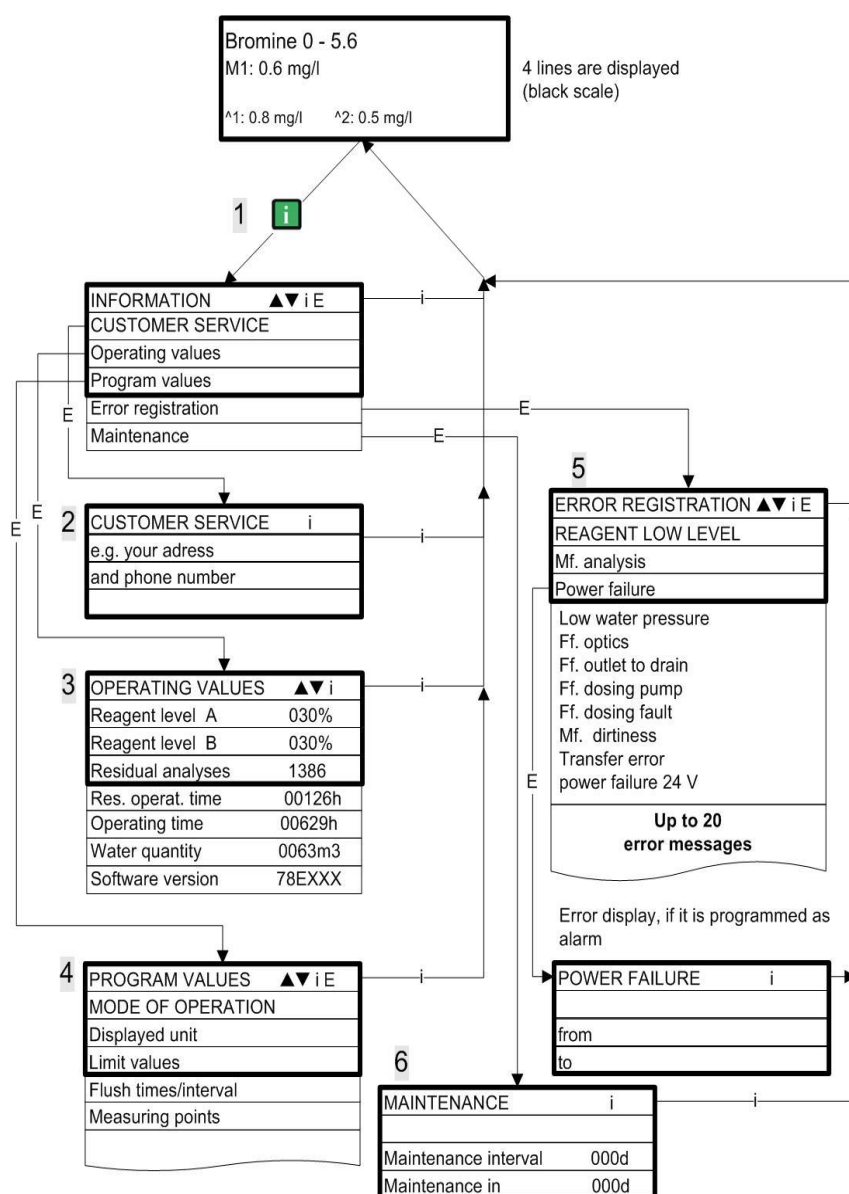 Bromine 0 - 5.6
M1: 0.6 mg/l
^1: 0.8 mg/l ^2: 0.5 mg/l
4 lines are displayed
(black scale)
1 i
INFORMATION ▲▼ i E
CUSTOMER SERVICE
Operating values
Program values
Error registration
Maintenance
i
E
E
E
E
E
2
CUSTOMER SERVICE i
e.g. your adress
and phone number
i
3
OPERATING VALUES ▲▼ i
Reagent level A 030%
Reagent level B 030%
Residual analyses 1386
Res. operat. time 00126h
Operating time 00629h
Water quantity 0063m3
Software version 78EXXX
i
4
PROGRAM VALUES ▲▼ i E
MODE OF OPERATION
Displayed unit
Limit values
Flush times/interval
Measuring points
i
5
ERROR REGISTRATION ▲▼ i E
REAGENT LOW LEVEL
Mf. analysis
Power failure
Low water pressure
Ff. optics
Ff. outlet to drain
Ff. dosing pump
Ff. dosing fault
Mf. dirtiness
Transfer error
power failure 24 V
Up to 20
error messages
E
Error display, if it is programmed as
alarm
POWER FAILURE i
from
to
6
MAINTENANCE i
Maintenance interval 000d
Maintenance in 000d
i